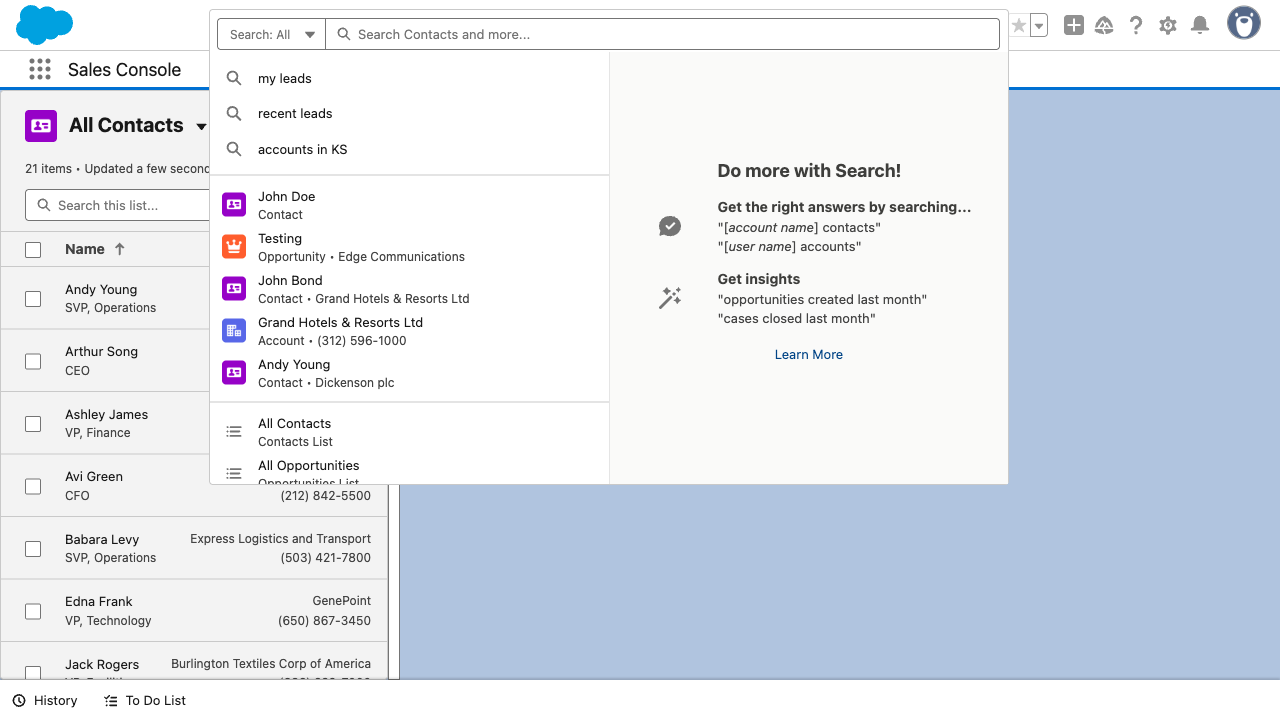 Search: All
Search Contacts and more...
Sales Console
my leads
recent leads
accounts in KS
John Doe
Contact
Testing
Opportunity • Edge Communications
John Bond
Contact • Grand Hotels & Resorts Ltd
Grand Hotels & Resorts Ltd
Account • (312) 596-1000
Andy Young
Contact • Dickenson plc
All Contacts
Contacts List
All Opportunities
Opportunities List
Do more with Search!
Get the right answers by searching...
"[account name] contacts"
"[user name] accounts"
Get insights
"opportunities created last month"
"cases closed last month"
Learn More
All Contacts
21 items • Updated a few second
Search this list...
Name
Andy Young
SVP, Operations
Arthur Song
CEO
Ashley James
VP, Finance
Avi Green
CFO
(212) 842-5500
Babara Levy
Express Logistics and Transport
SVP, Operations
(503) 421-7800
Edna Frank
GenePoint
VP, Technology
(650) 867-3450
Jack Rogers
Burlington Textiles Corp of America
History
To Do List